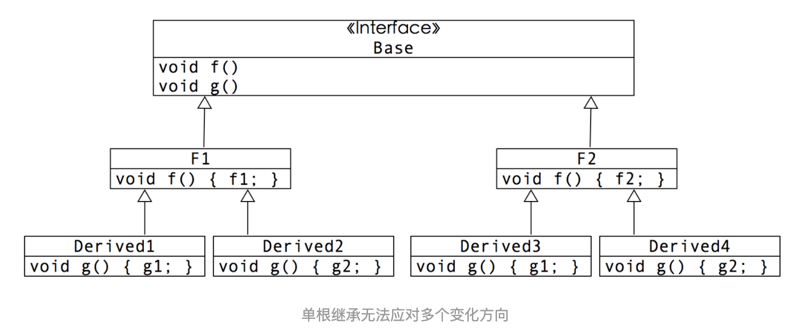 《Interface》
Base
void f()
void g()
F1
void f() { f1; }
F2
void f() { f2; }
Derived1
void g() { g1; }
Derived2
void g() { g2; }
Derived3
void g() { g1; }
Derived4
void g() { g2; }
单根继承无法应对多个变化方向